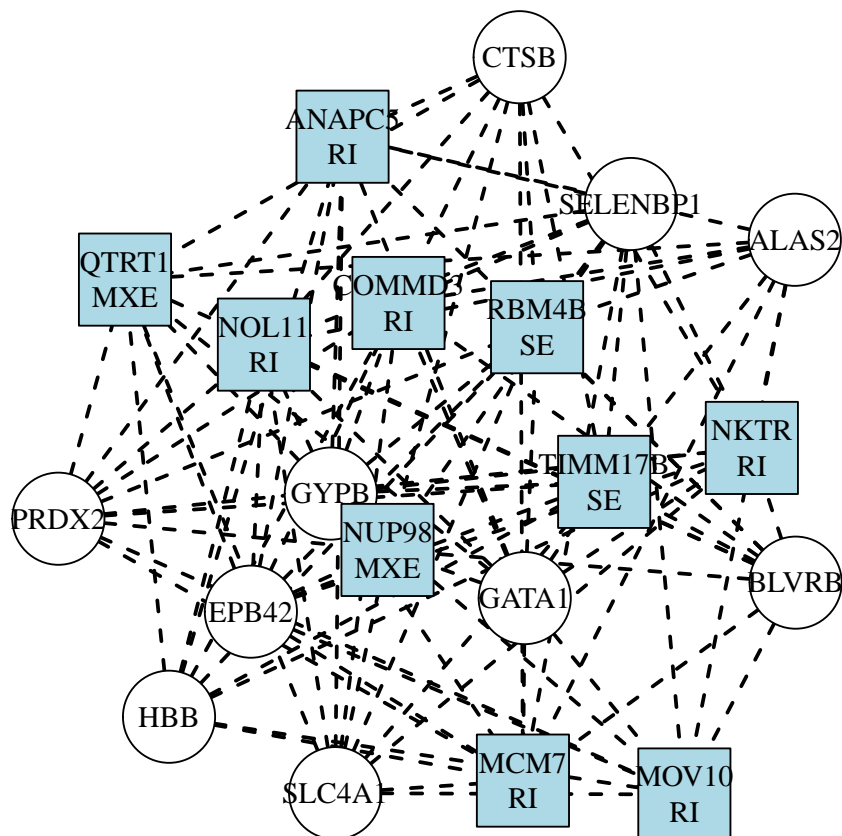 CTSB
ANAPC5
RI
SELENBP1
ALAS2
QTRT1
MXE
COMMD3
RI
RBM4B
SE
NOL11
RI
NKTR
RI
TIMM17B
SE
GYPB
PRDX2
NUP98
MXE
BLVRB
GATA1
EPB42
HBB
MCM7
RI
MOV10
RI
SLC4A1